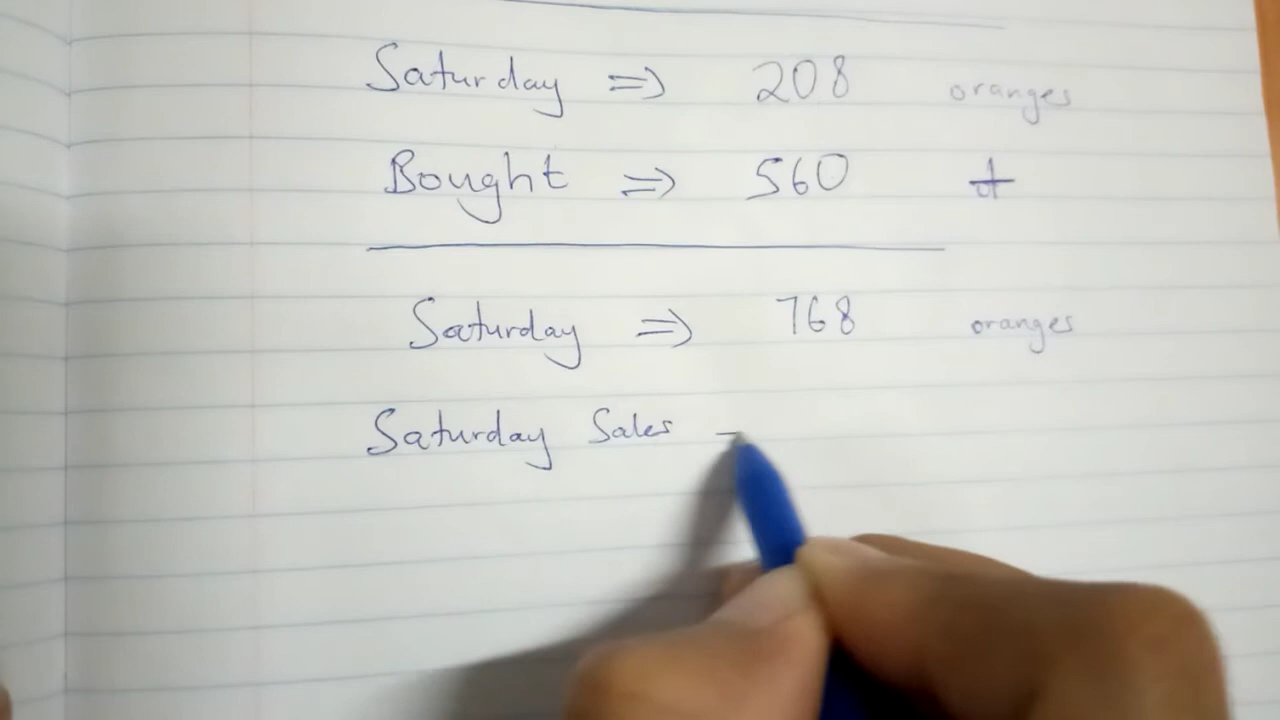 Saturday => 208 oranges
Bought => 560 +
Saturday => 768 oranges
Saturday Sales